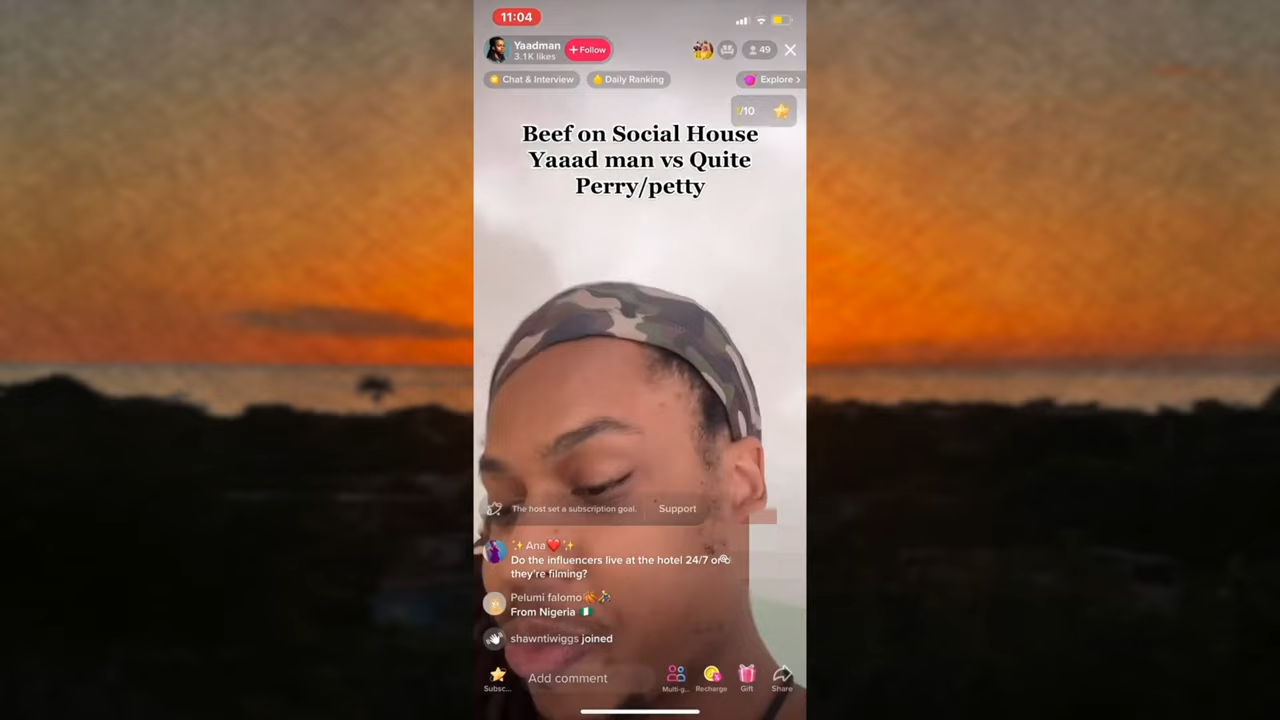 11:04
Yaadman
3.1K likes
+ Follow
49
Chat & Interview
Daily Ranking
Explore >
/10
Beef on Social House
Yaaad man vs Quite
Perry/petty
The host set a subscription goal.
Support
✨ Ana❤️✨
Do the influencers live at the hotel 24/7 or
they're filming?
Pelumi falomo
From Nigeria 🇳🇬
shawntiwiggs joined
Subsc...
Add comment
Multi-g...
Recharge
Gift
Share